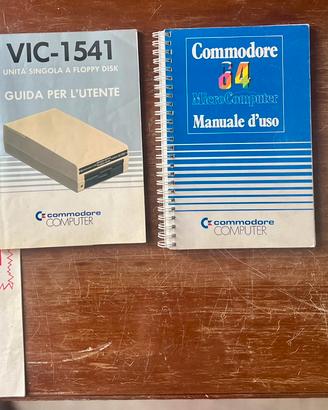 VIC-1541
UNITÀ SINGOLA A FLOPPY DISK
GUIDA PER L'UTENTE
commodore
COMPUTER
Commodore
64
MicroComputer
Manuale d'uso
commodore
COMPUTER